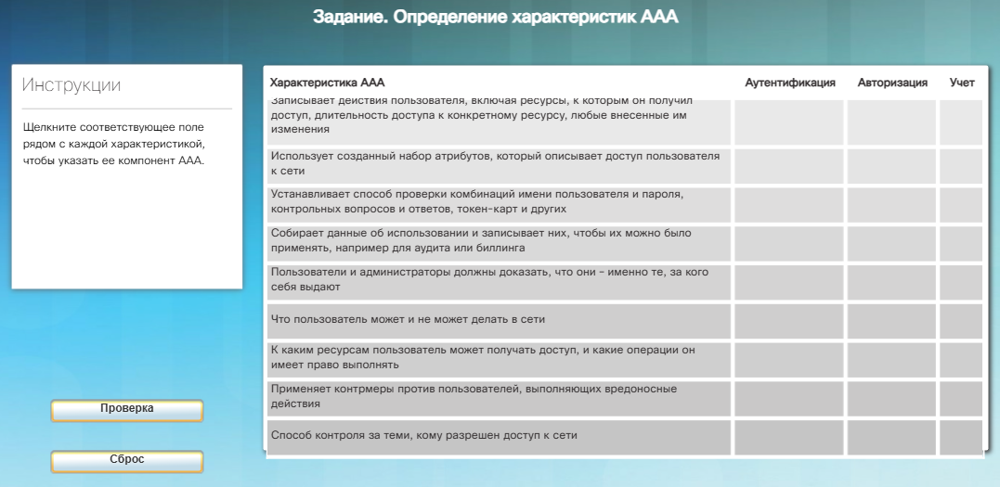 Задание. Определение характеристик ААА
Инструкции
Щелкните соответствующее поле
рядом с каждой характеристикой,
чтобы указать ее компонент ААА.
Проверка
Сброс
Характеристика ААА Аутентификация Авторизация Учет
Записывает действия пользователя, включая ресурсы, к которым он получил
доступ, длительность доступа к конкретному ресурсу, любые внесенные им
изменения
Использует созданный набор атрибутов, который описывает доступ пользователя
к сети
Устанавливает способ проверки комбинаций имени пользователя и пароля,
контрольных вопросов и ответов, токен-карт и других
Собирает данные об использовании и записывает них, чтобы их можно было
применять, например для аудита или биллинга
Пользователи и администраторы должны доказать, что они – именно те, за кого
себя выдают
Что пользователь может и не может делать в сети
К каким ресурсам пользователь может получать доступ, и какие операции он
имеет право выполнять
Применяет контрмеры против пользователей, выполняющих вредоносные
действия
Способ контроля за теми, кому разрешен доступ к сети